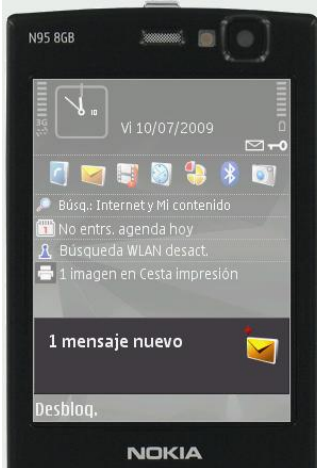 N95 8GB
3G
Vi 10/07/2009
Búsq.: Internet y Mi contenido
No entrs. agenda hoy
Búsqueda WLAN desact.
1 imagen en Cesta impresión
1 mensaje nuevo
Desbloq.
NOKIA